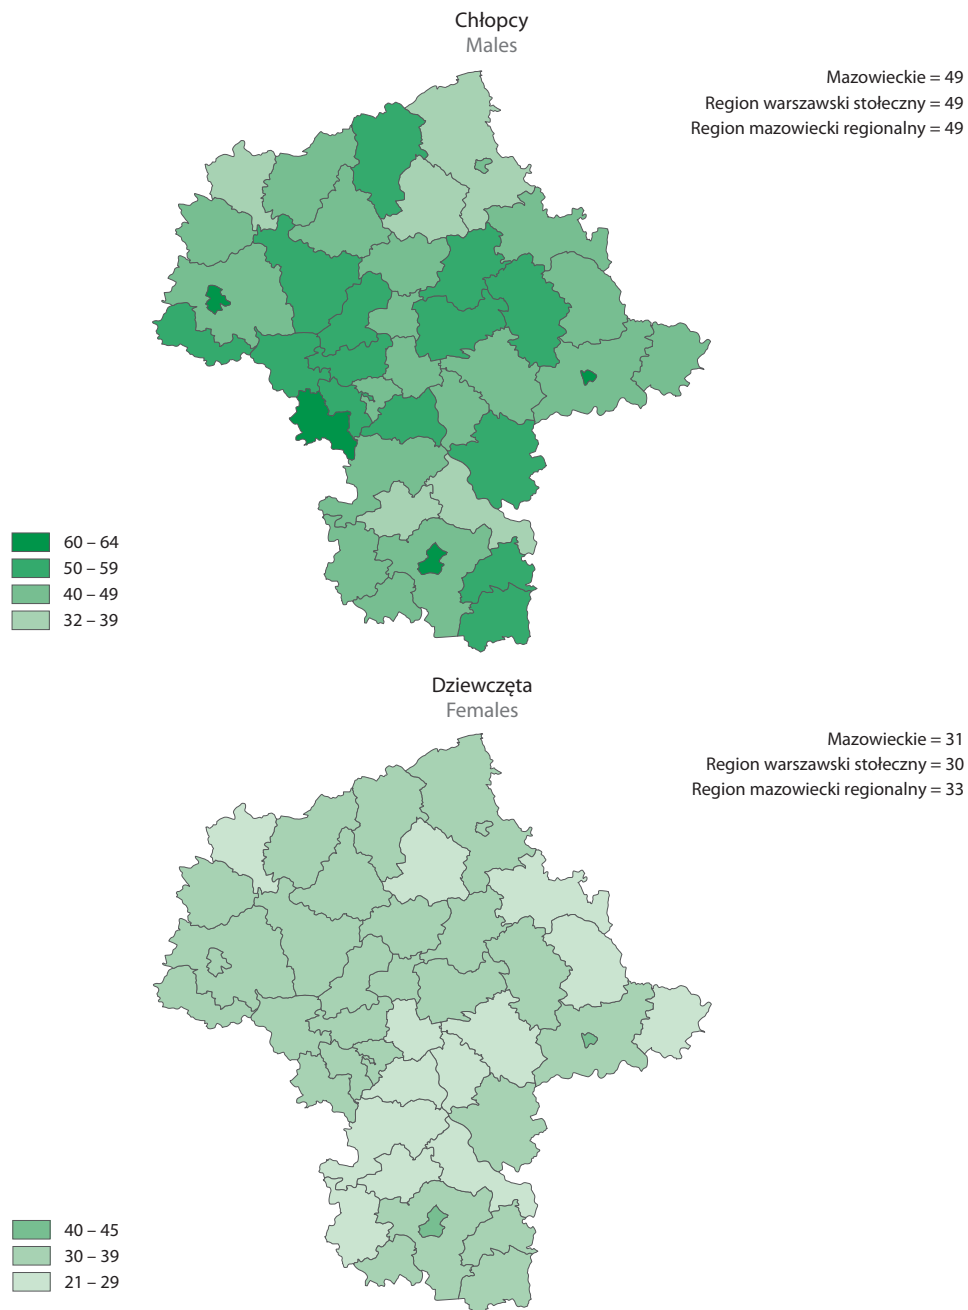 Chłopcy
Males
Mazowieckie = 49
Region warszawski stołeczny = 49
Region mazowiecki regionalny = 49
60 – 64
50 – 59
40 – 49
32 – 39
Dziewczęta
Females
Mazowieckie = 31
Region warszawski stołeczny = 30
Region mazowiecki regionalny = 33
40 – 45
30 – 39
21 – 29